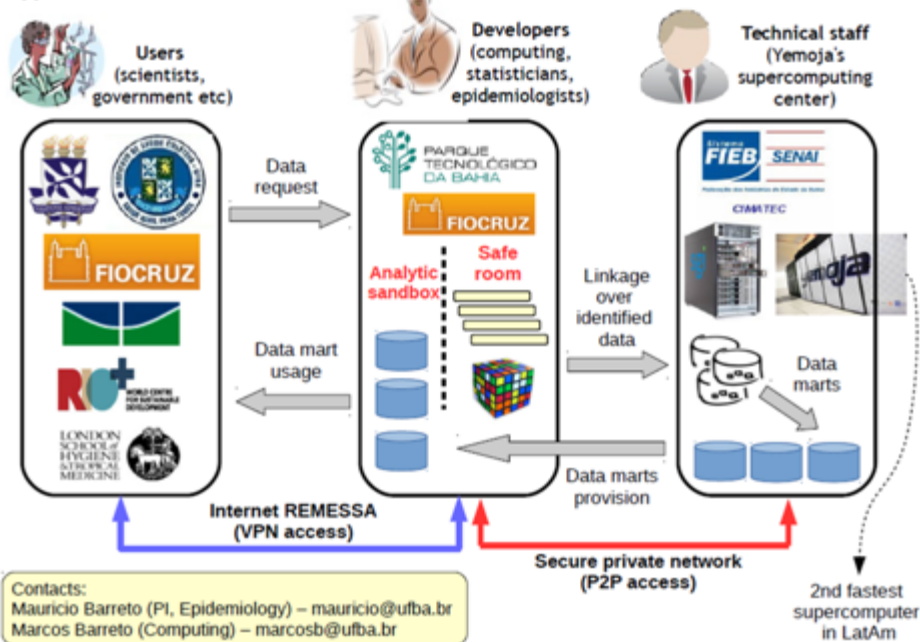 Users
(scientists,
government etc)
Developers
(computing,
statisticians,
epidemiologists)
Technical staff
(Yemoja's
supercomputing
center)
FIOCRUZ
RIO+
WORLD CENTRE
FOR SUSTAINABLE
DEVELOPMENT
LONDON
SCHOOL of
HYGIENE
& TROPICAL
MEDICINE
Data
request
Data mart
usage
PARQUE
TECNOLÓGICO
DA BAHIA
FIOCRUZ
Analytic
sandbox
Safe
room
Linkage
over
identified
data
Data marts
provision
Sistema
FIEB SENAI
CIMATEC
yemoja
Data
marts
Internet REMESSA
(VPN access)
Secure private network
(P2P access)
2nd fastest
supercomputer
in LatAm
Contacts:
Mauricio Barreto (PI, Epidemiology) – mauricio@ufba.br
Marcos Barreto (Computing) – marcosb@ufba.br